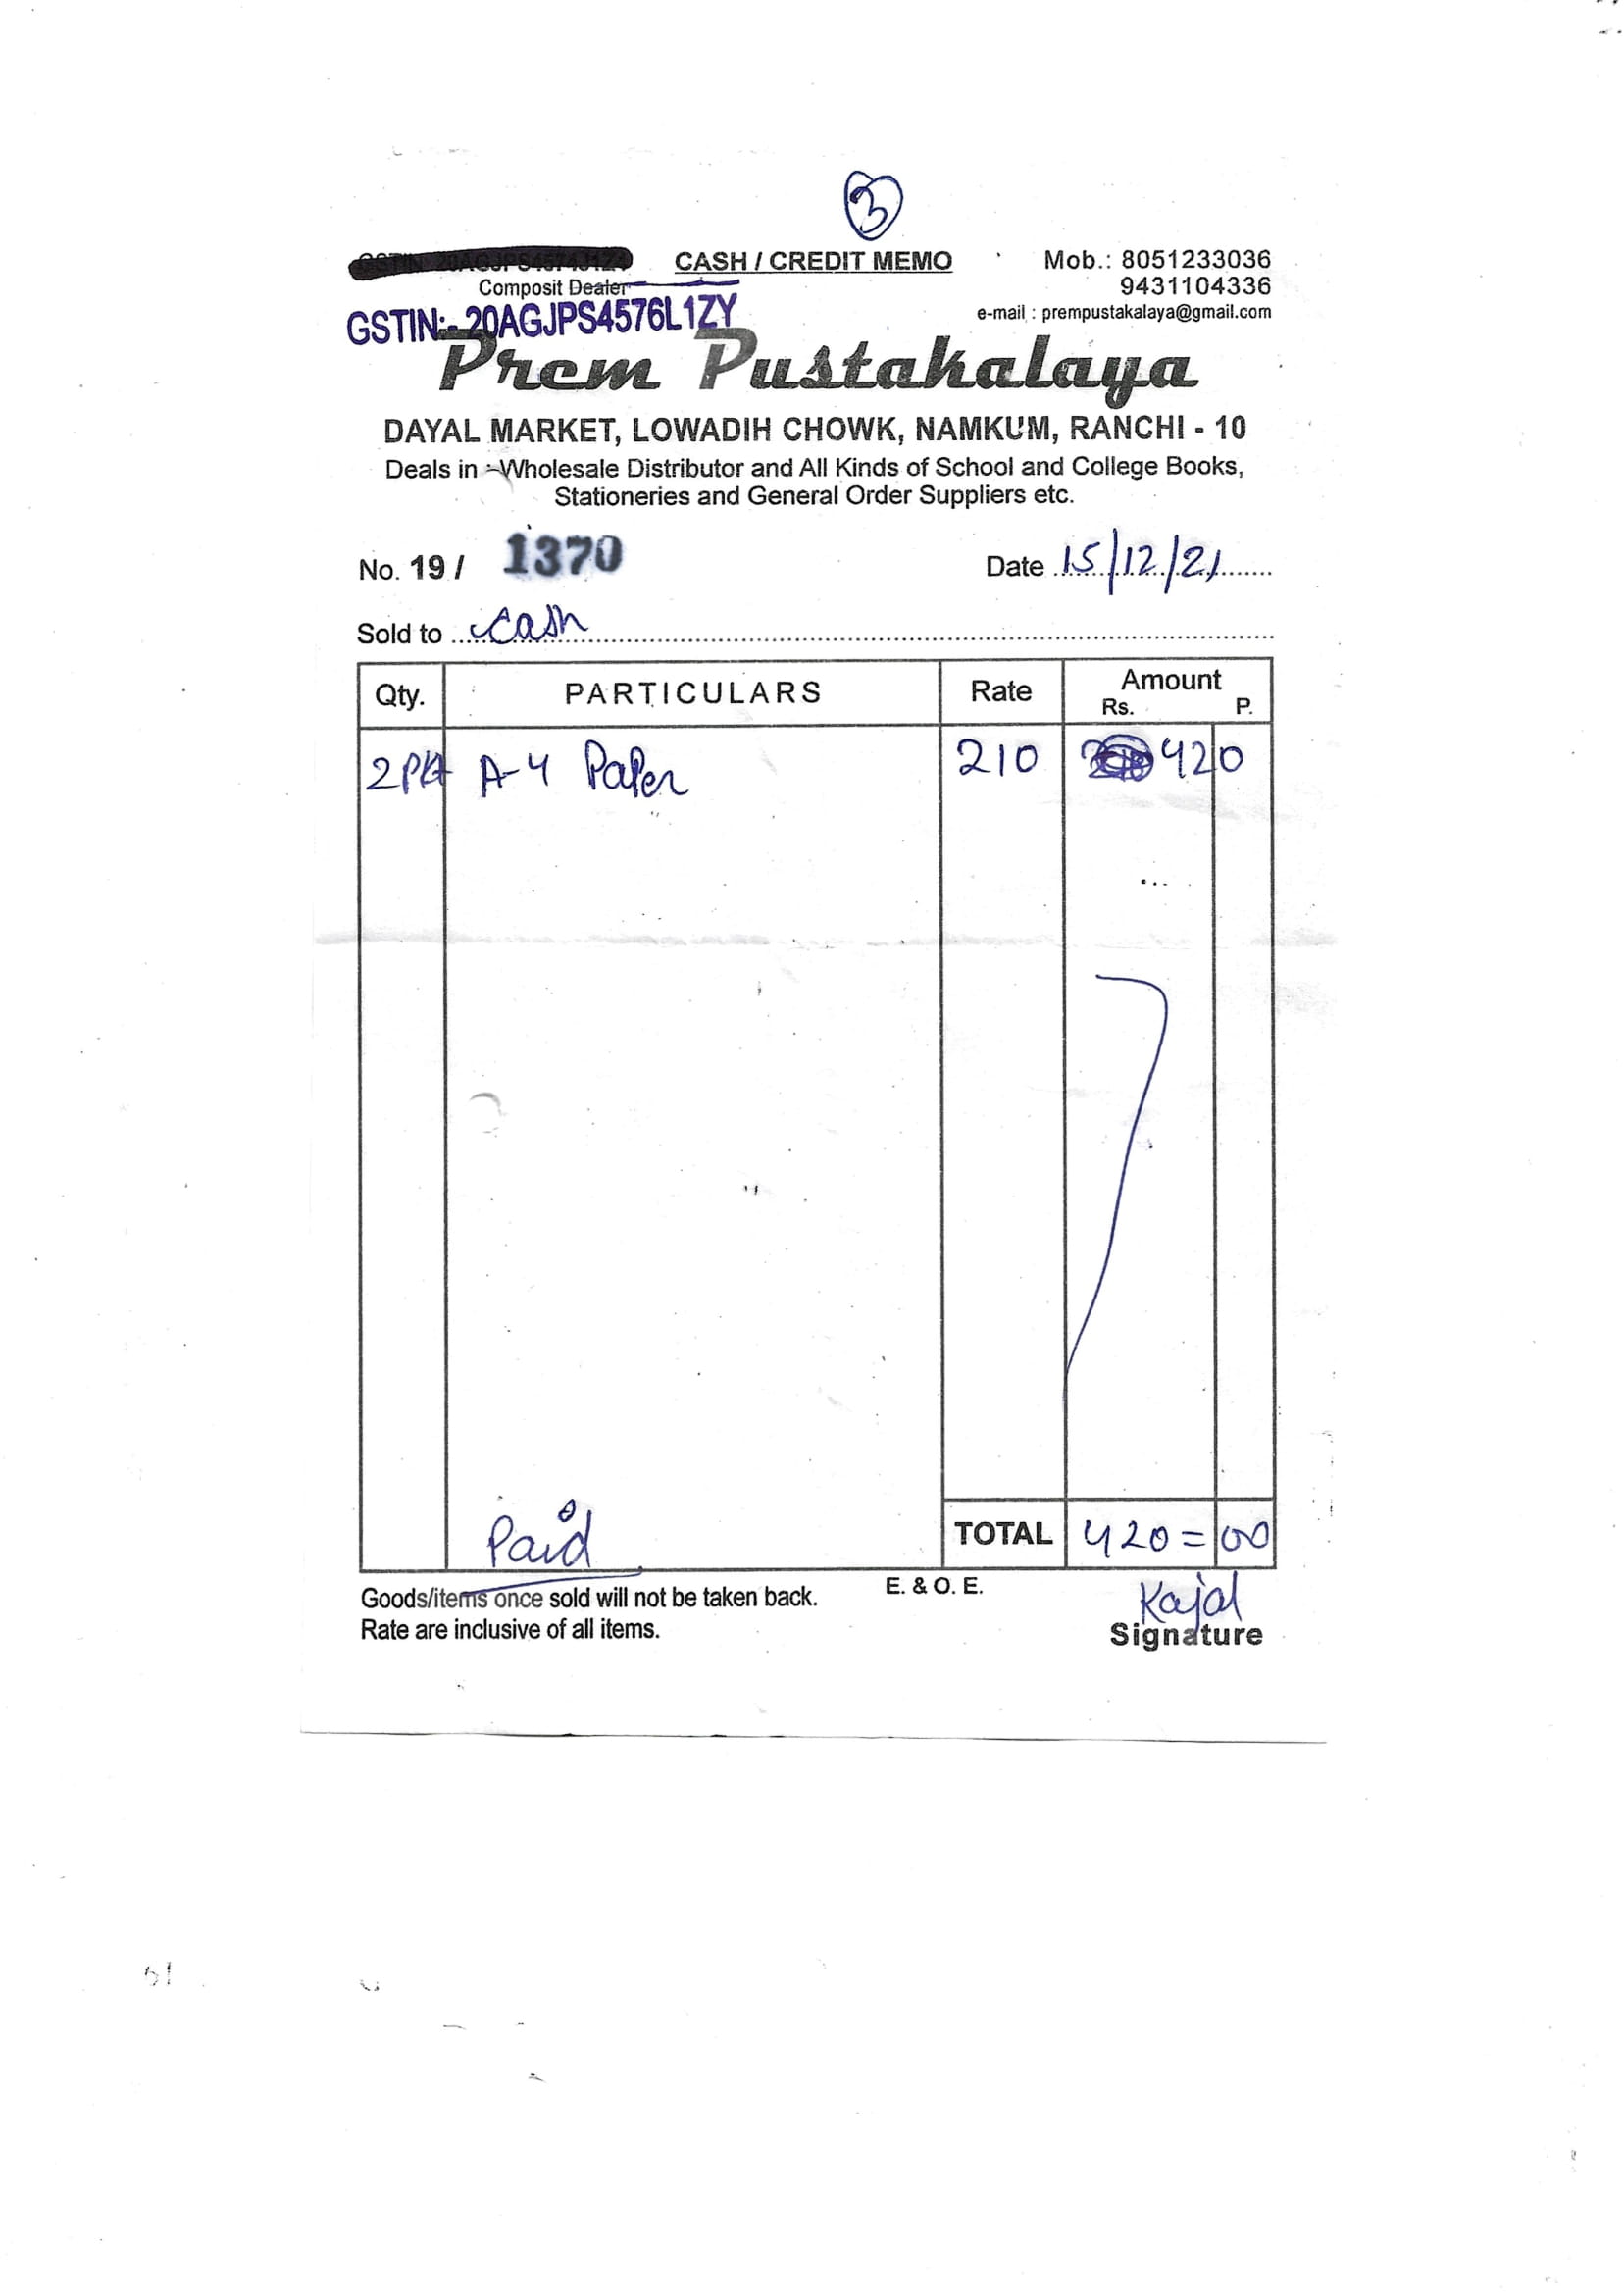 3
CASH / CREDIT MEMO
Mob.: 8051233036
9431104336
Composit Dealer
e-mail : prempustakalaya@gmail.com
GSTIN:- 20AGJPS4576L1ZY
Prem Pustakalaya
DAYAL MARKET, LOWADIH CHOWK, NAMKUM, RANCHI - 10
Deals in :-Wholesale Distributor and All Kinds of School and College Books,
Stationeries and General Order Suppliers etc.
No. 19 / 1370 Date 15/12/21
Sold to cash
Qty. PARTICULARS Rate Amount
Rs. P.
2 Pkt A-4 Paper 210 420
Paid
TOTAL 420=00
Goods/items once sold will not be taken back. E. & O. E. Kajal
Rate are inclusive of all items. Signature